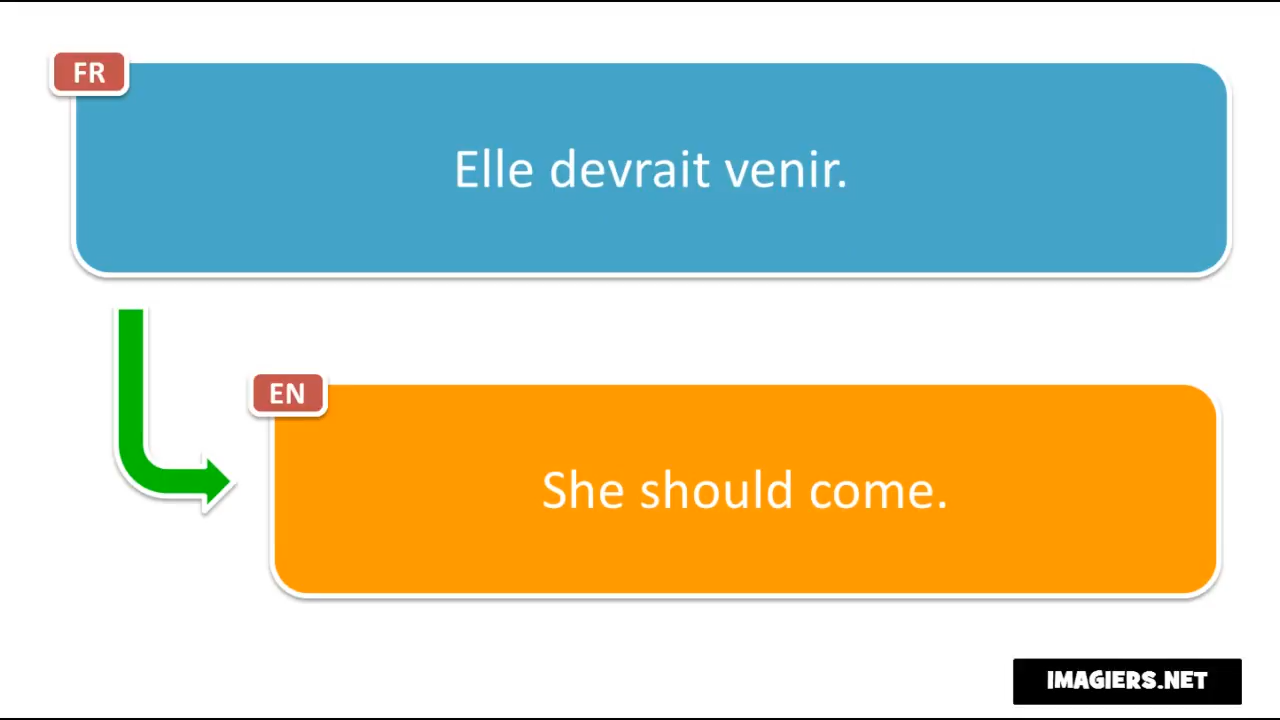 FR
Elle devrait venir.
EN
She should come.
IMAGIERS.NET